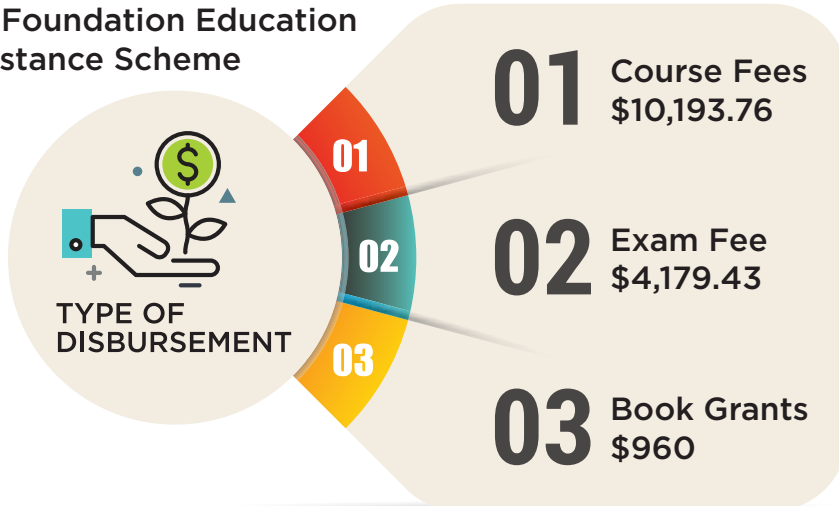 Foundation Education
stance Scheme
$
TYPE OF
DISBURSEMENT
01
02
03
01
Course Fees
$10,193.76
02
Exam Fee
$4,179.43
03
Book Grants
$960